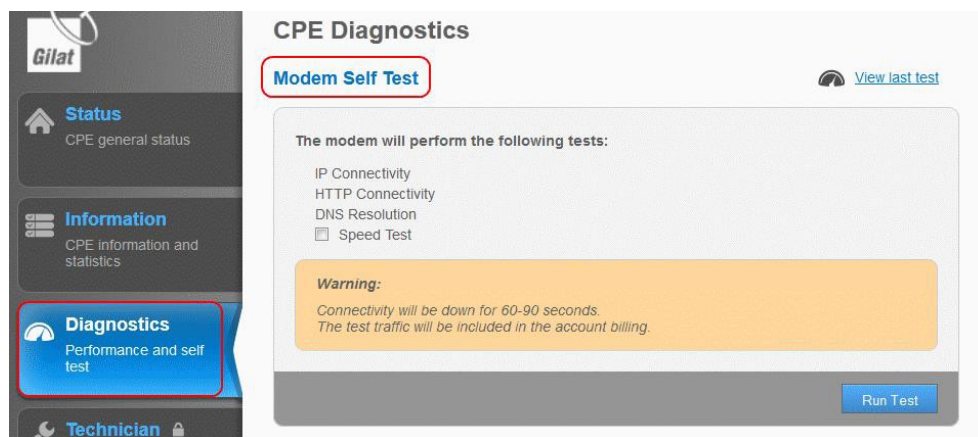 Gilat
Status
CPE general status
Information
CPE information and
statistics
Diagnostics
Performance and self
test
Technician
CPE Diagnostics
Modem Self Test
View last test
The modem will perform the following tests:
IP Connectivity
HTTP Connectivity
DNS Resolution
Speed Test
Warning:
Connectivity will be down for 60-90 seconds.
The test traffic will be included in the account billing.
Run Test